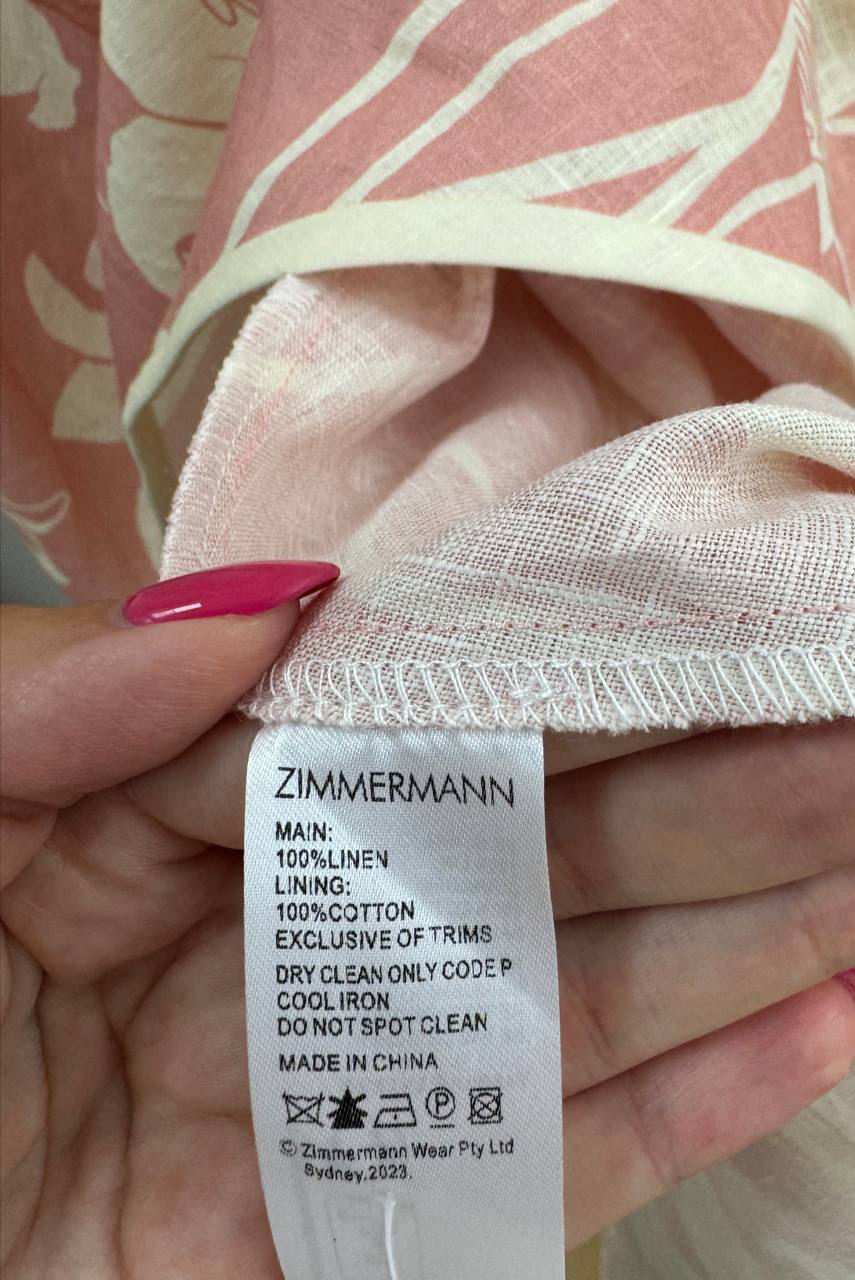 ZIMMERMANN
MAIN:
100%LINEN
LINING:
100%COTTON
EXCLUSIVE OF TRIMS
DRY CLEAN ONLY CODE P
COOL IRON
DO NOT SPOT CLEAN
MADE IN CHINA
P
© Zimmermann Wear Pty Ltd
Sydney.2023.